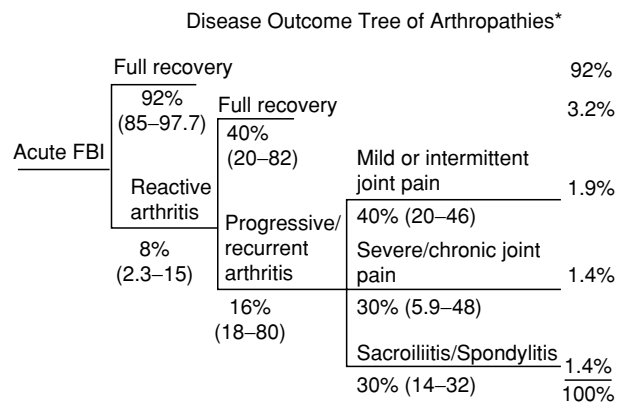 Disease Outcome Tree of Arthropathies*
Full recovery
92%
92%
(85–97.7)
Full recovery
3.2%
40%
(20–82)
Acute FBI
Mild or intermittent
joint pain
1.9%
40% (20–46)
Reactive
arthritis
8%
(2.3–15)
Progressive/
recurrent
arthritis
16%
(18–80)
Severe/chronic joint
pain
1.4%
30% (5.9–48)
Sacroiliitis/Spondylitis
1.4%
30% (14–32)
100%